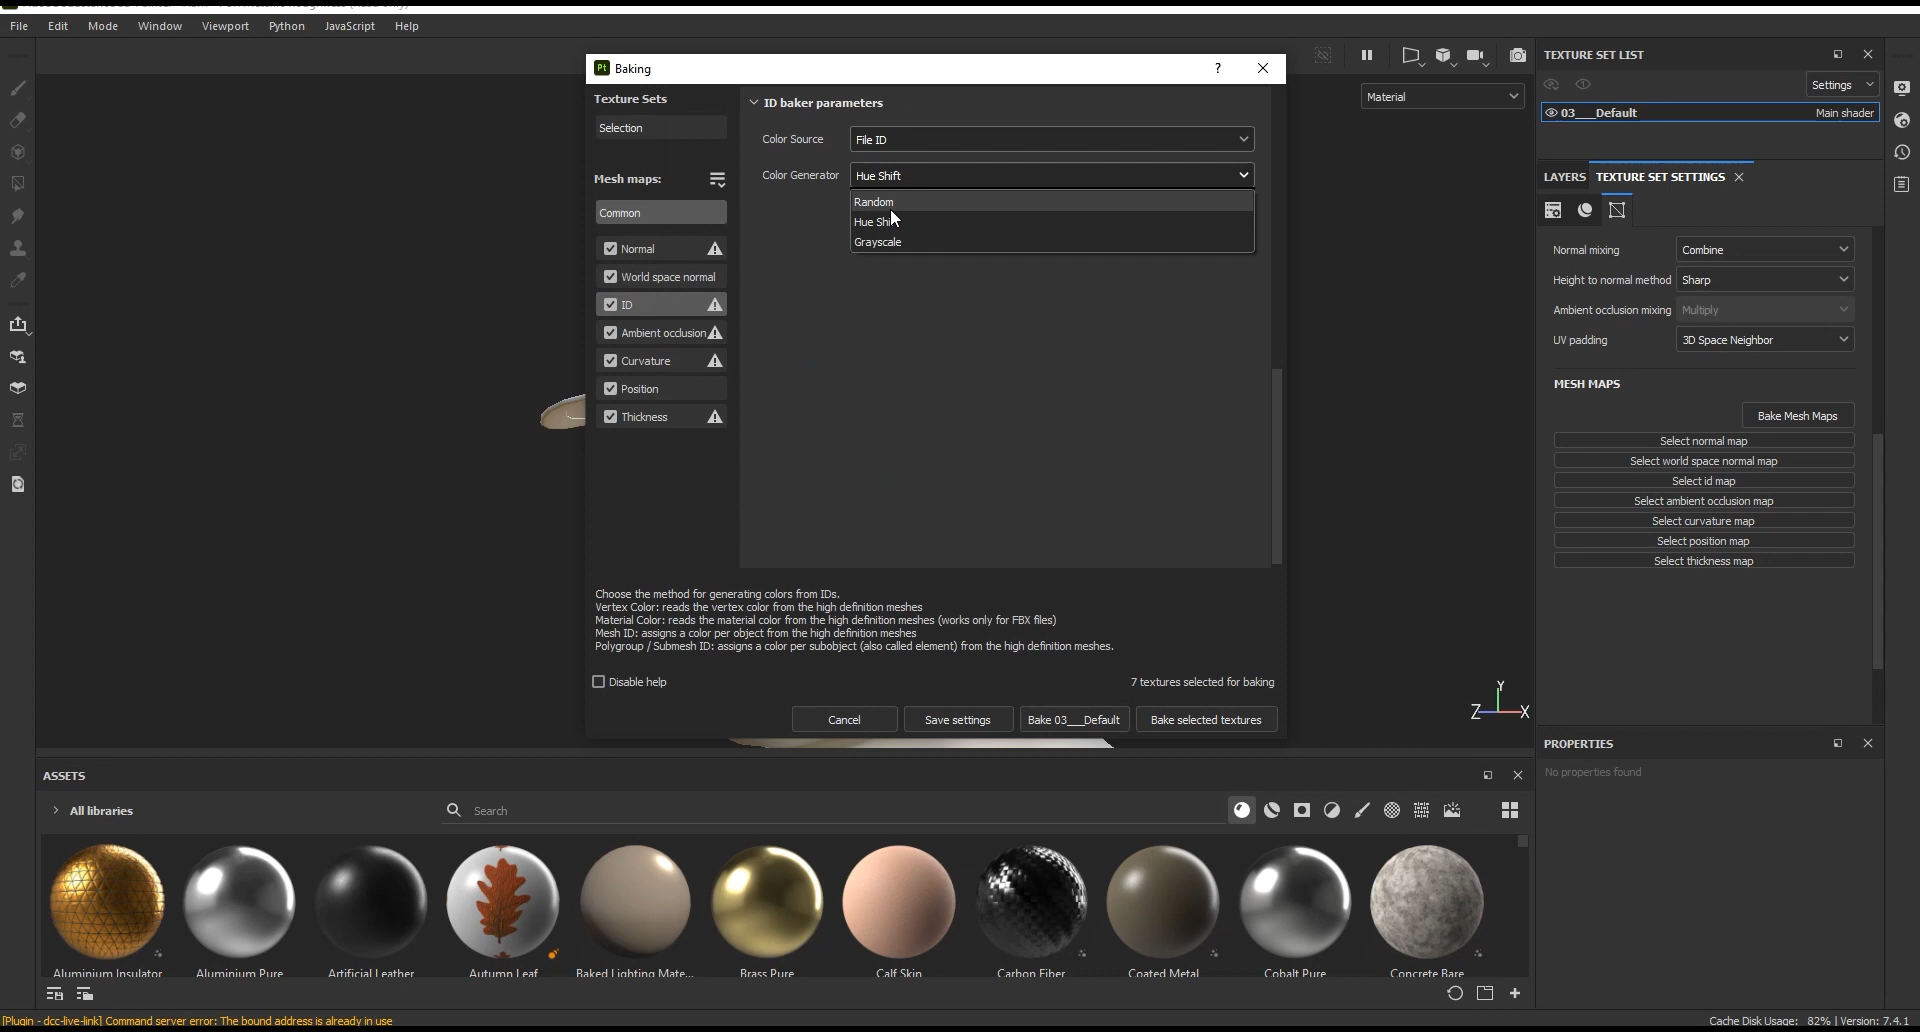 File Edit Mode Window Viewport Python JavaScript Help
Pt Baking ?
Texture Sets
Selection
Mesh maps:
Common
Normal
World space normal
ID
Ambient occlusion
Curvature
Position
Thickness
ID baker parameters
Color Source File ID
Color Generator Hue Shift
Random
Grayscale
Choose the method for generating colors from IDs.
Vertex Color: reads the vertex color from the high definition meshes
Material Color: reads the material color from the high definition meshes (works only for FBX files)
Mesh ID: assigns a color per object from the high definition meshes
Polygroup / Submesh ID: assigns a color per subobject (also called element) from the high definition meshes.
Disable help 7 textures selected for baking
Cancel Save settings Bake 03___Default Bake selected textures
Material
TEXTURE SET LIST
Settings
03___Default Main shader
LAYERS TEXTURE SET SETTINGS
Normal mixing Combine
Height to normal method Sharp
Ambient occlusion mixing Multiply
UV padding 3D Space Neighbor
MESH MAPS
Bake Mesh Maps
Select normal map
Select world space normal map
Select id map
Select ambient occlusion map
Select curvature map
Select position map
Select thickness map
Y
Z X
PROPERTIES
No properties found
ASSETS
All libraries Search
Aluminium Insulator Aluminium Pure Artificial Leather Autumn Leaf Baked Lighting Mate... Brass Pure Calf Skin Carbon Fiber Coated Metal Cobalt Pure Concrete Bare
[Plugin - dcc-live-link] Command server error: The bound address is already in use
Cache Disk Usage: 82% | Version: 7.4.1